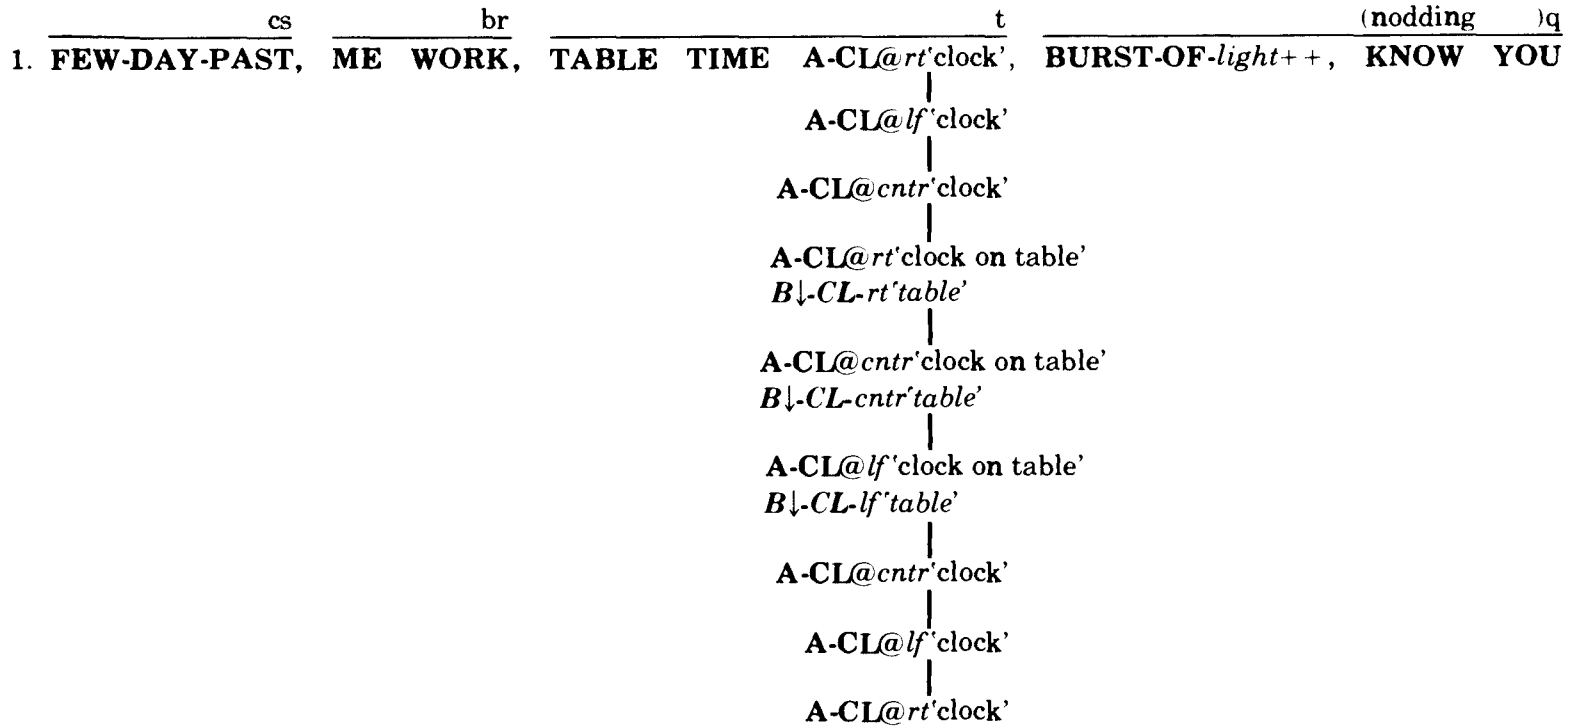 cs br t (nodding )q
1. FEW-DAY-PAST, ME WORK, TABLE TIME A-CL@rt'clock', BURST-OF-light++, KNOW YOU
A-CL@lf'clock'
A-CL@cntr'clock'
A-CL@rt'clock on table'
B↓-CL-rt'table'
A-CL@cntr'clock on table'
B↓-CL-cntr'table'
A-CL@lf'clock on table'
B↓-CL-lf'table'
A-CL@cntr'clock'
A-CL@lf'clock'
A-CL@rt'clock'